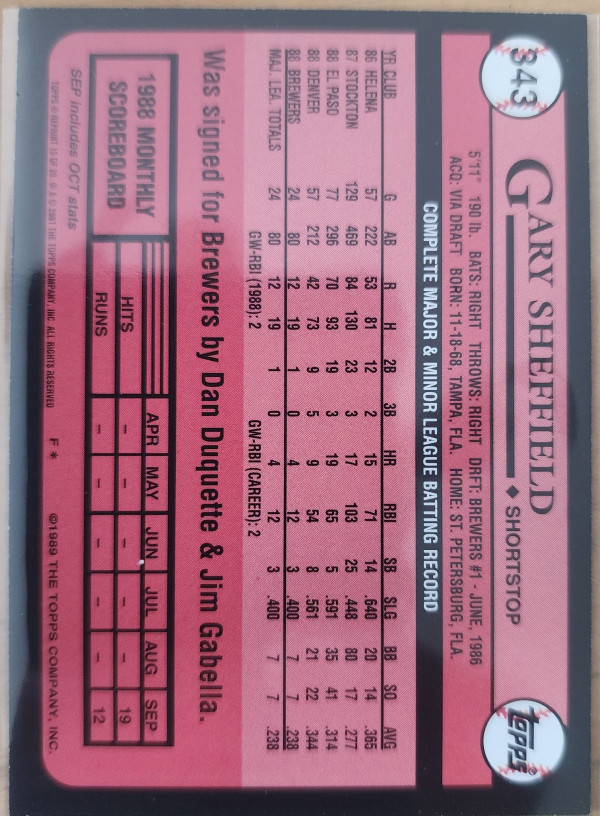 343
GARY SHEFFIELD ♦ SHORTSTOP
TOPPS®
5'11" 190 lb. BATS: RIGHT THROWS: RIGHT DRFT: BREWERS #1 - JUNE, 1986
ACQ: VIA DRAFT BORN: 11-18-68, TAMPA, FLA. HOME: ST. PETERSBURG, FLA.
COMPLETE MAJOR & MINOR LEAGUE BATTING RECORD
YR CLUB G AB R H 2B 3B HR RBI SB SLG BB SO AVG
86 HELENA 57 222 53 81 12 2 15 71 14 .640 20 14 .365
87 STOCKTON 129 469 84 130 23 3 17 103 25 .448 80 17 .277
88 EL PASO 77 296 70 93 19 3 19 65 5 .591 35 41 .314
88 DENVER 57 212 42 73 9 5 9 54 8 .561 21 22 .344
88 BREWERS 24 80 12 19 1 0 4 12 3 .400 7 7 .238
MAJ. LEA. TOTALS 24 80 12 19 1 0 4 12 3 .400 7 7 .238
GW-RBI (1988): 2 GW-RBI (CAREER): 2
Was signed for Brewers by Dan Duquette & Jim Gabella.
1988 MONTHLY
SCOREBOARD
APR MAY JUN JUL AUG SEP
HITS – – – – – 19
RUNS – – – – – 12
SEP includes OCT stats
© 2001 THE TOPPS COMPANY, INC. ALL RIGHTS RESERVED F* ©1989 THE TOPPS COMPANY, INC.